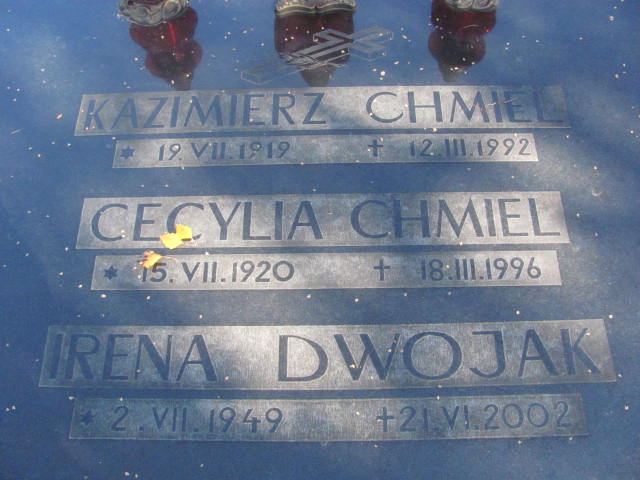 KAZIMIERZ CHMIEL
* 19.VII.1919 ✝ 12.III.1992
CECYLIA CHMIEL
* 15.VII.1920 ✝ 18.III.1996
IRENA DWOJAK
* 2.VII.1949 ✝ 21.VI.2002